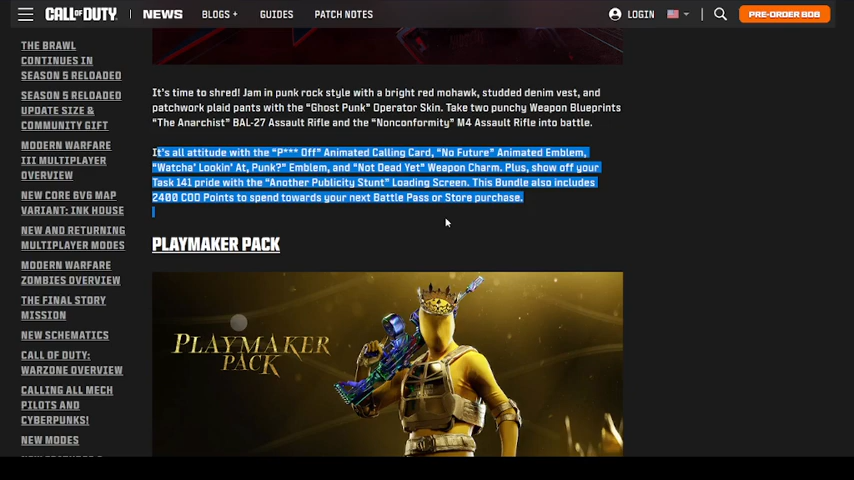 CALL OF DUTY
NEWS
BLOGS +
GUIDES
PATCH NOTES
LOGIN
PRE-ORDER BO6
THE BRAWL
CONTINUES IN
SEASON 5 RELOADED
SEASON 5 RELOADED
UPDATE SIZE &
COMMUNITY GIFT
MODERN WARFARE
III MULTIPLAYER
OVERVIEW
NEW CORE 6V6 MAP
VARIANT: INK HOUSE
NEW AND RETURNING
MULTIPLAYER MODES
MODERN WARFARE
ZOMBIES OVERVIEW
THE FINAL STORY
MISSION
NEW SCHEMATICS
CALL OF DUTY:
WARZONE OVERVIEW
CALLING ALL MECH
PILOTS AND
CYBERPUNKS!
NEW MODES
It's time to shred! Jam in punk rock style with a bright red mohawk, studded denim vest, and
patchwork plaid pants with the “Ghost Punk” Operator Skin. Take two punchy Weapon Blueprints
“The Anarchist” BAL-27 Assault Rifle and the “Nonconformity” M4 Assault Rifle into battle.
It's all attitude with the “P*** Off” Animated Calling Card, “No Future” Animated Emblem,
“Watcha’ Lookin’ At, Punk?” Emblem, and “Not Dead Yet” Weapon Charm. Plus, show off your
Task 141 pride with the “Another Publicity Stunt” Loading Screen. This Bundle also includes
2400 COD Points to spend towards your next Battle Pass or Store purchase.
PLAYMAKER PACK
PLAYMAKER
PACK